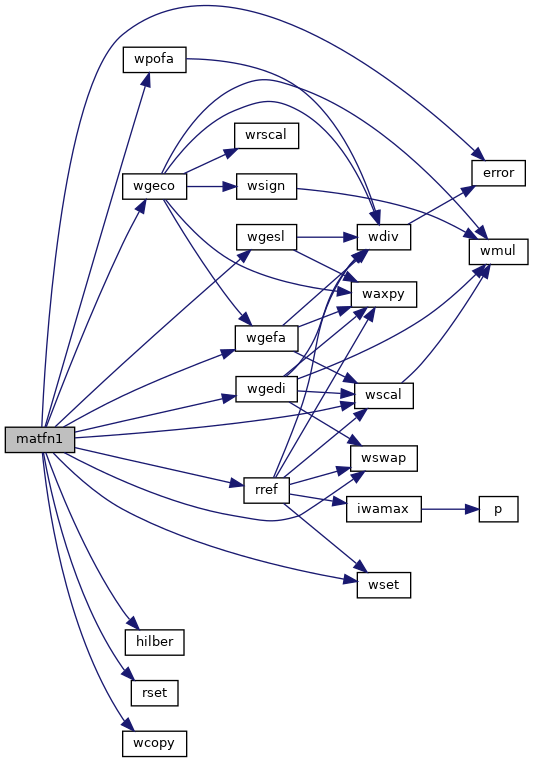 wpofa
wrscal
error
wgeco
wsign
wgesl
wdiv
wmul
waxpy
wgefa
wgedi
wscal
matfn1
wswap
rref
iwamax
p
wset
hilber
rset
wcopy